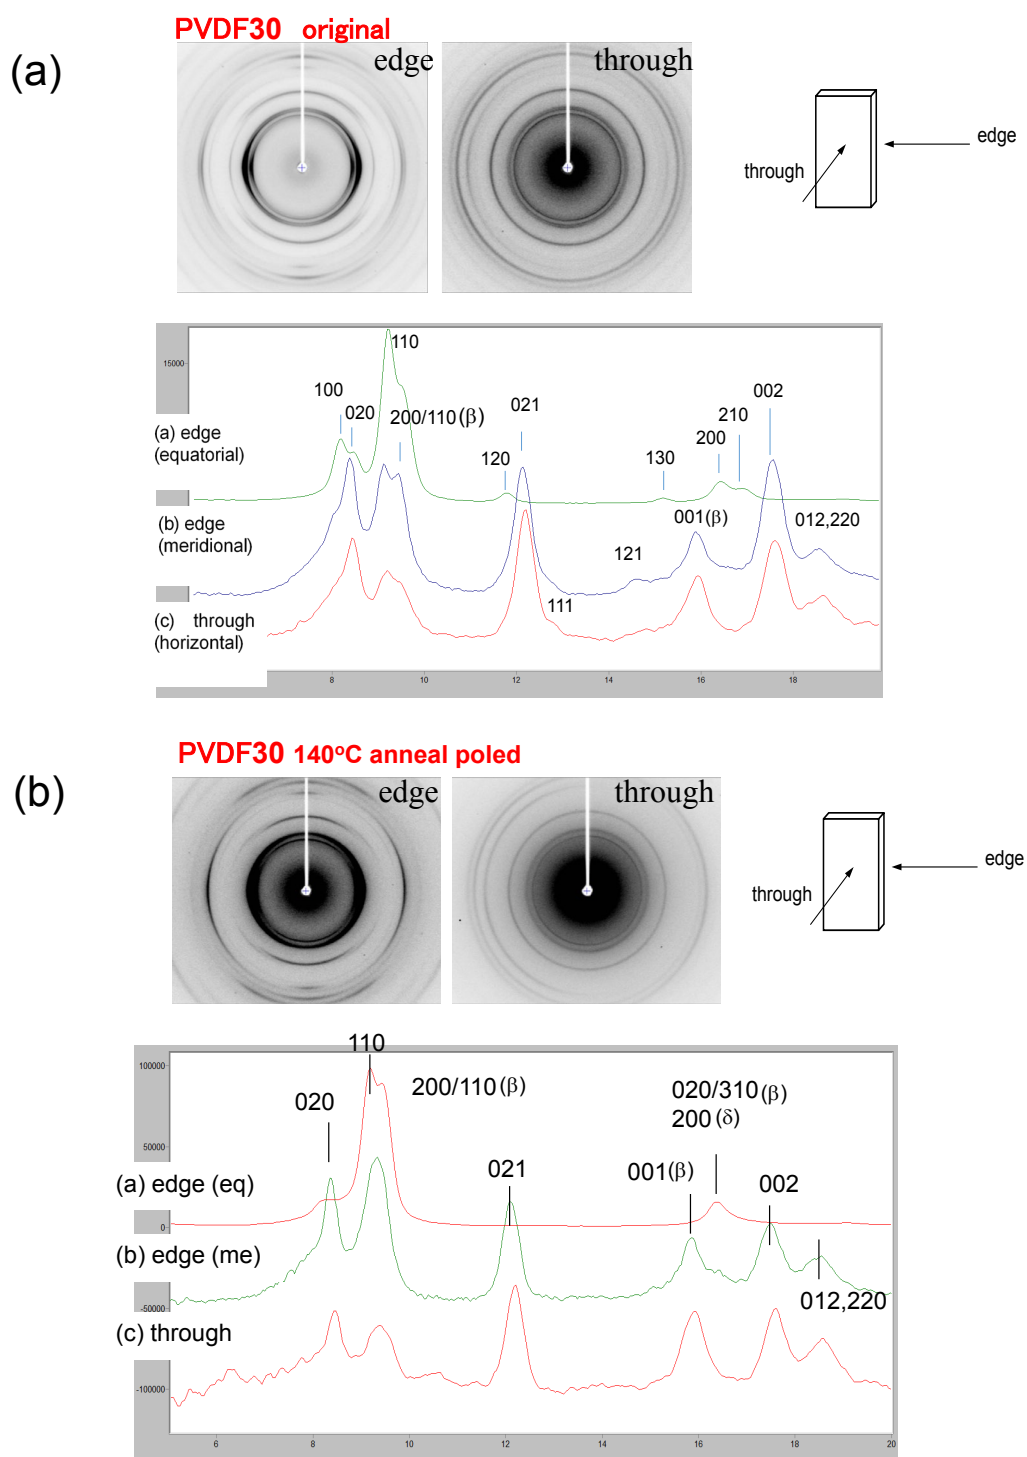 PVDF30 original
(a)
edge
through
edge
through
15000
110
100
020
200/110 (β)
021
002
210
200
(a) edge
(equatorial)
120
130
(b) edge
(meridional)
001(β)
012,220
121
111
(c) through
(horizontal)
8
10
12
14
16
18
PVDF30 140°C anneal poled
(b)
edge
through
edge
through
110
100000
200/110 (β)
020/310 (β)
200 (δ)
020
50000
021
001(β)
002
(a) edge (eq)
0
(b) edge (me)
-50000
012,220
(c) through
-100000
6
8
10
12
14
16
18
20